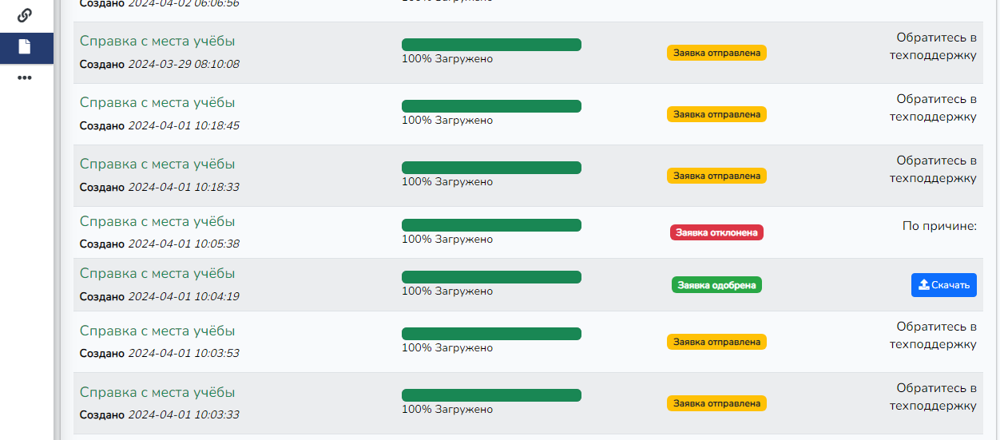 Создано 2024-04-02 06:06:56
100% Загружено
Справка с места учёбы
Создано 2024-03-29 08:10:08
100% Загружено
Заявка отправлена
Обратитесь в
техподдержку
Справка с места учёбы
Создано 2024-04-01 10:18:45
100% Загружено
Заявка отправлена
Обратитесь в
техподдержку
Справка с места учёбы
Создано 2024-04-01 10:18:33
100% Загружено
Заявка отправлена
Обратитесь в
техподдержку
Справка с места учёбы
Создано 2024-04-01 10:05:38
100% Загружено
Заявка отклонена
По причине:
Справка с места учёбы
Создано 2024-04-01 10:04:19
100% Загружено
Заявка одобрена
Скачать
Справка с места учёбы
Создано 2024-04-01 10:03:53
100% Загружено
Заявка отправлена
Обратитесь в
техподдержку
Справка с места учёбы
Создано 2024-04-01 10:03:33
100% Загружено
Заявка отправлена
Обратитесь в
техподдержку